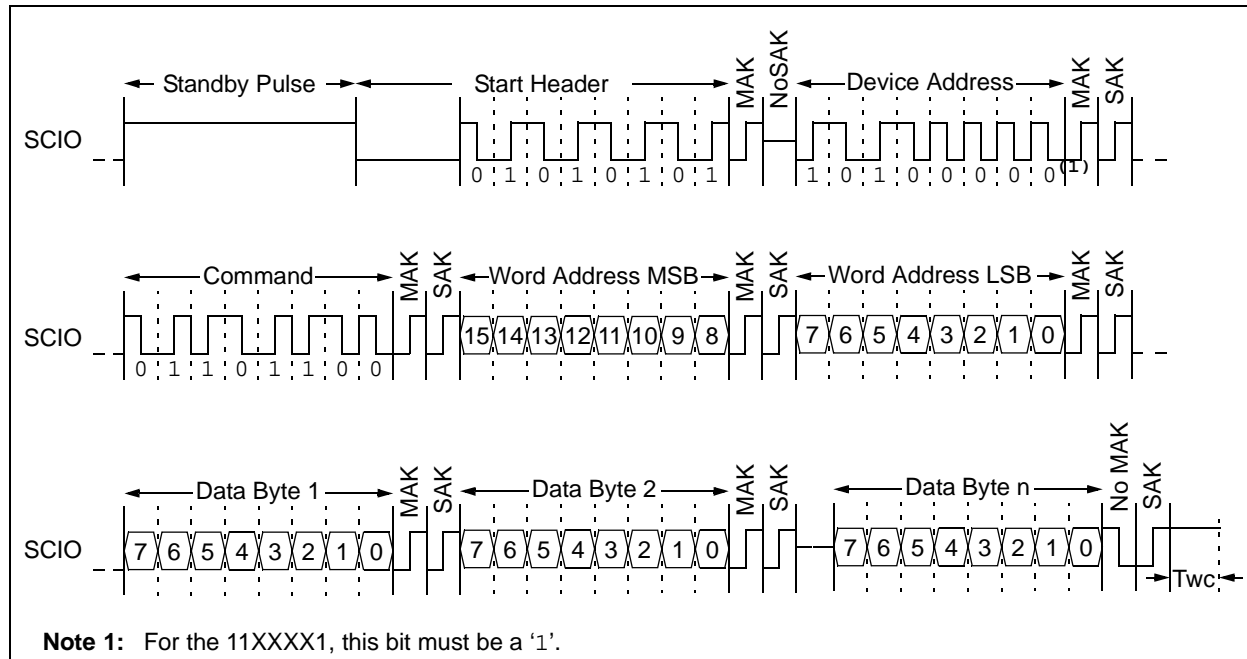 Standby Pulse Start Header MAK NoSAK Device Address MAK SAK
SCIO
0 1 0 1 0 1 0 1 1 0 1 0 0 0 0 0(1)
Command MAK SAK Word Address MSB MAK SAK Word Address LSB MAK SAK
SCIO
15 14 13 12 11 10 9 8 7 6 5 4 3 2 1 0
0 1 1 0 1 1 0 0
Data Byte 1 MAK SAK Data Byte 2 MAK SAK Data Byte n No MAK SAK
SCIO
7 6 5 4 3 2 1 0 7 6 5 4 3 2 1 0 7 6 5 4 3 2 1 0
Twc
Note 1: For the 11XXXX1, this bit must be a ‘1’.